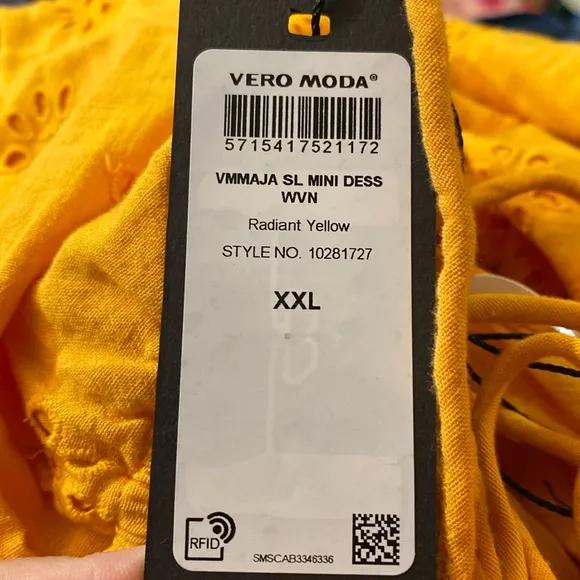 VERO MODA®
5715417521172
VMMAJA SL MINI DESS
WVN
Radiant Yellow
STYLE NO. 10281727
XXL
RFID
SMSCAB3346336